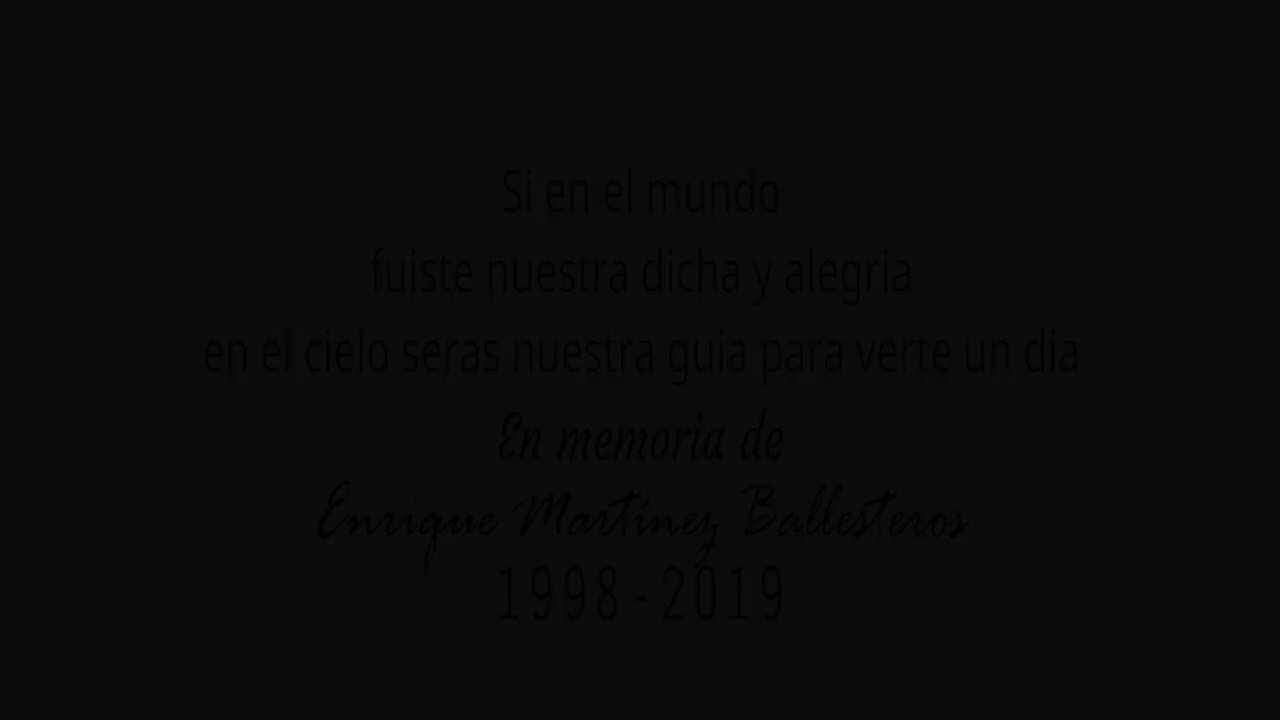 Si en el mundo
fuiste nuestra dicha y alegria
en el cielo seras nuestra guia para verte un dia
En memoria de
Enrique Martínez Ballesteros
1998-2019